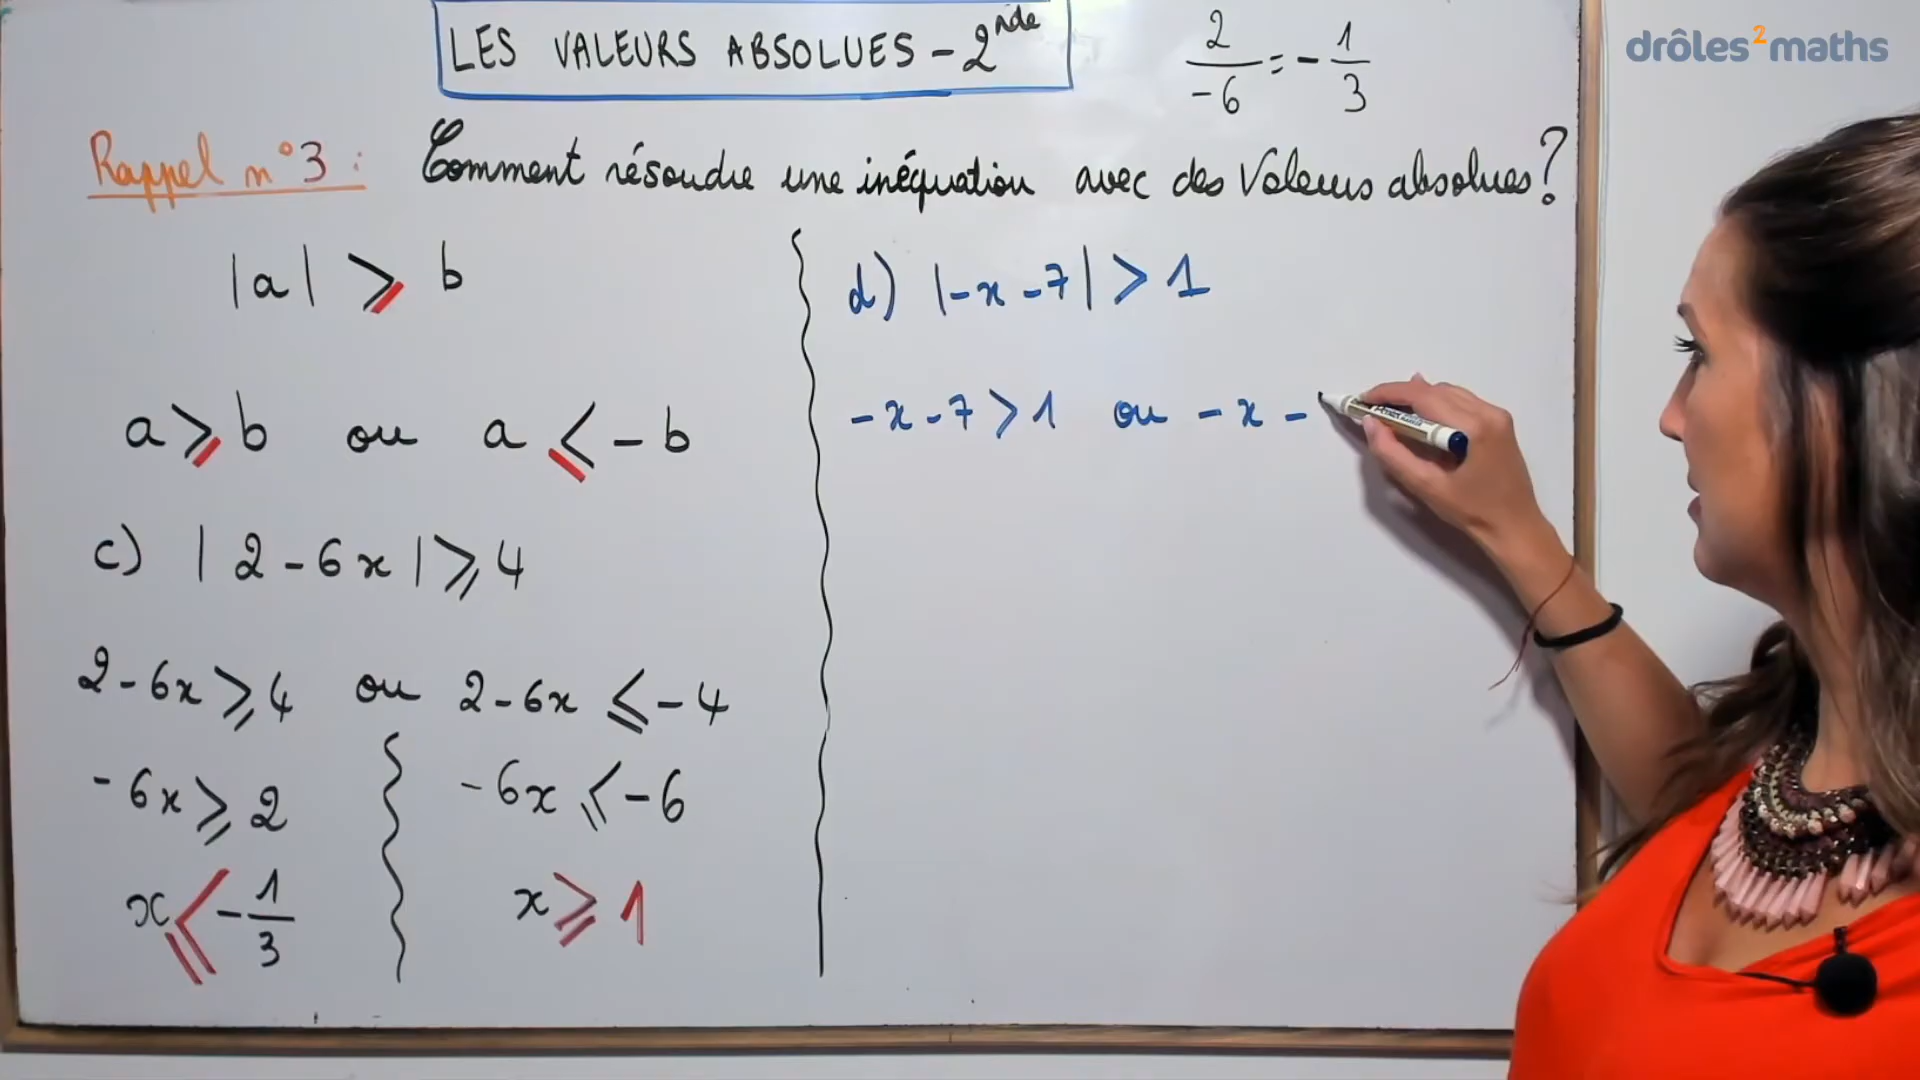 LES VALEURS ABSOLUES - 2nde
2/-6 = - 1/3
drôles²maths
Rappel n°3 : Comment résoudre une inéquation avec des Valeurs absolues ?
|a| ⩾ b
a ⩾ b ou a ⩽ - b
c) | 2 - 6x | ⩾ 4
2 - 6x ⩾ 4 ou 2 - 6x ⩽ - 4
- 6x ⩾ 2
- 6x ⩽ - 6
x ⩽ - 1/3
x ⩾ 1
d) |- x - 7| > 1
- x - 7 > 1 ou - x -